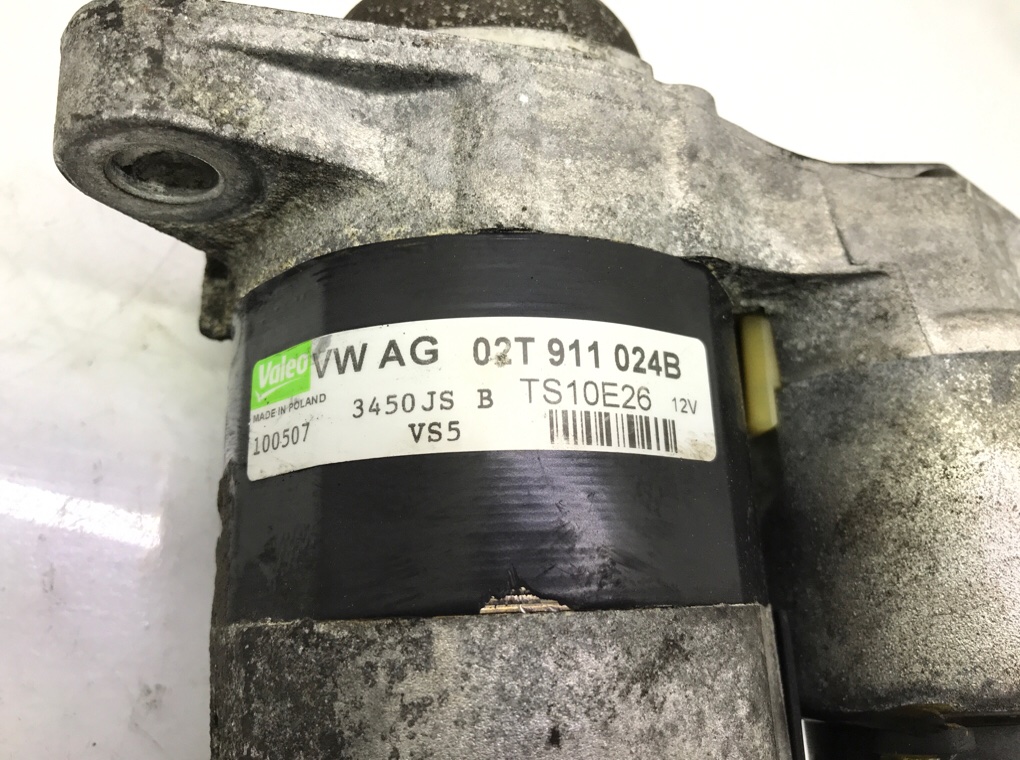 Valeo VW AG 02T 911 024B
MADE IN POLAND 3450JS B TS10E26 12V
100507 VS5